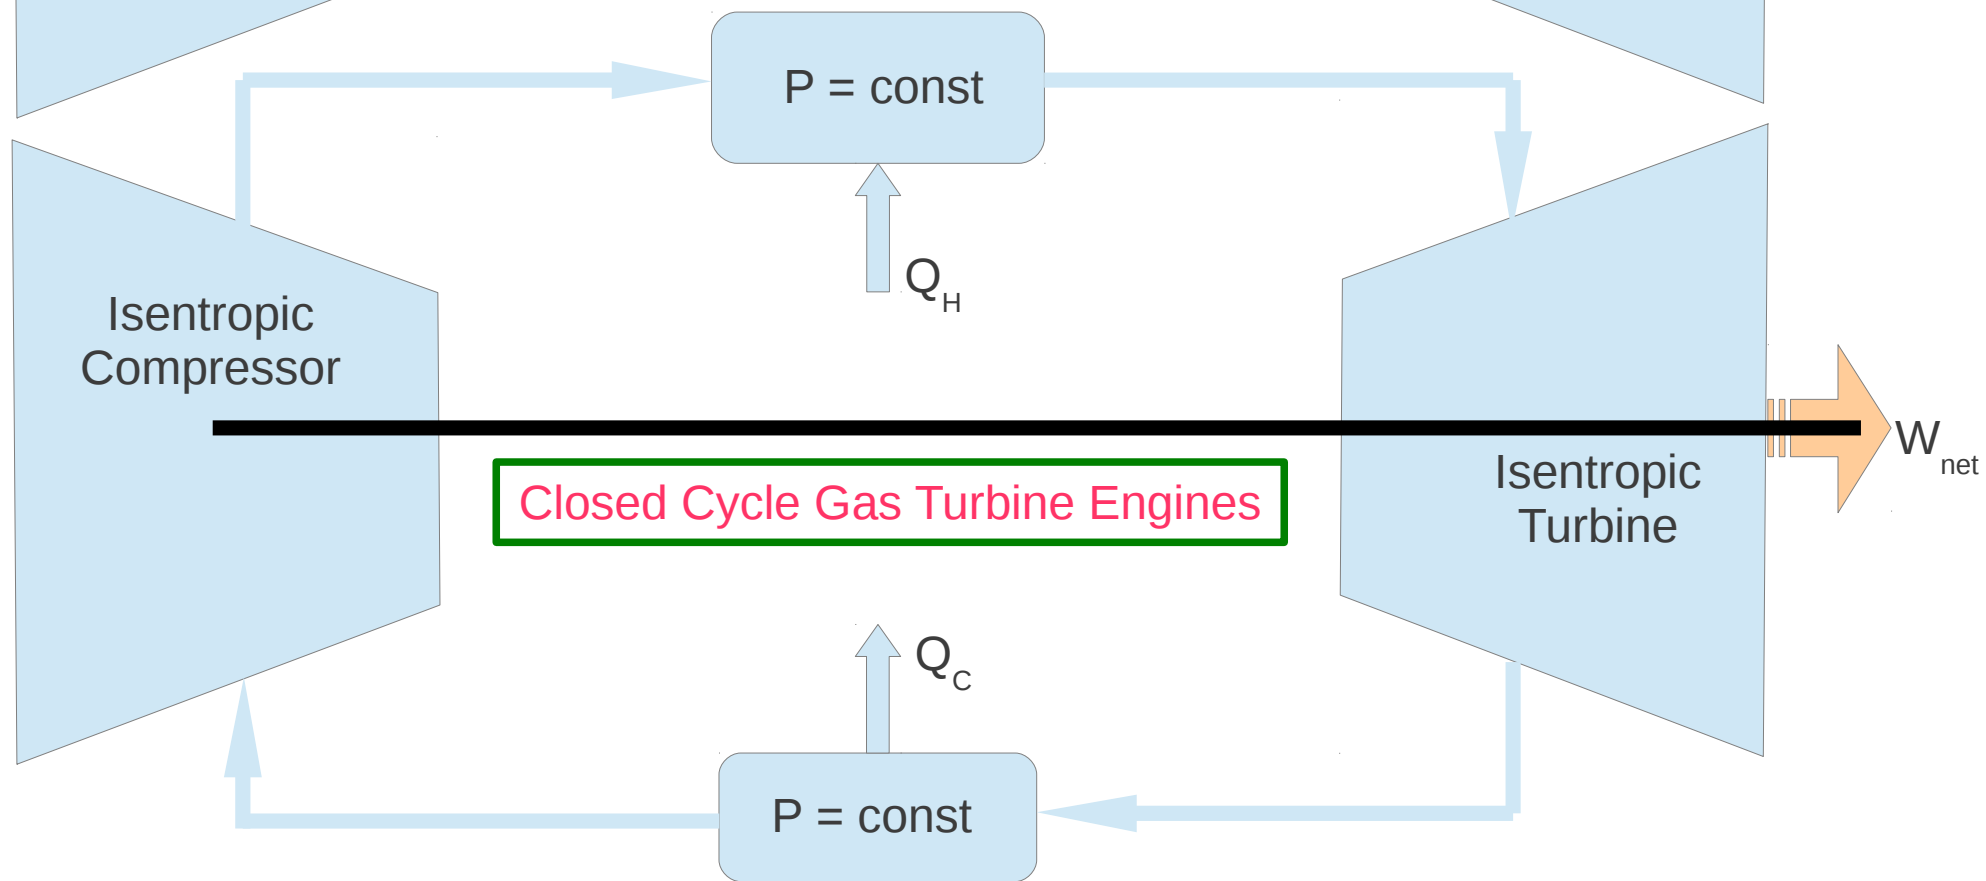 P = const
Q_H
Isentropic
Compressor
W_net
Isentropic
Turbine
Closed Cycle Gas Turbine Engines
Q_C
P = const